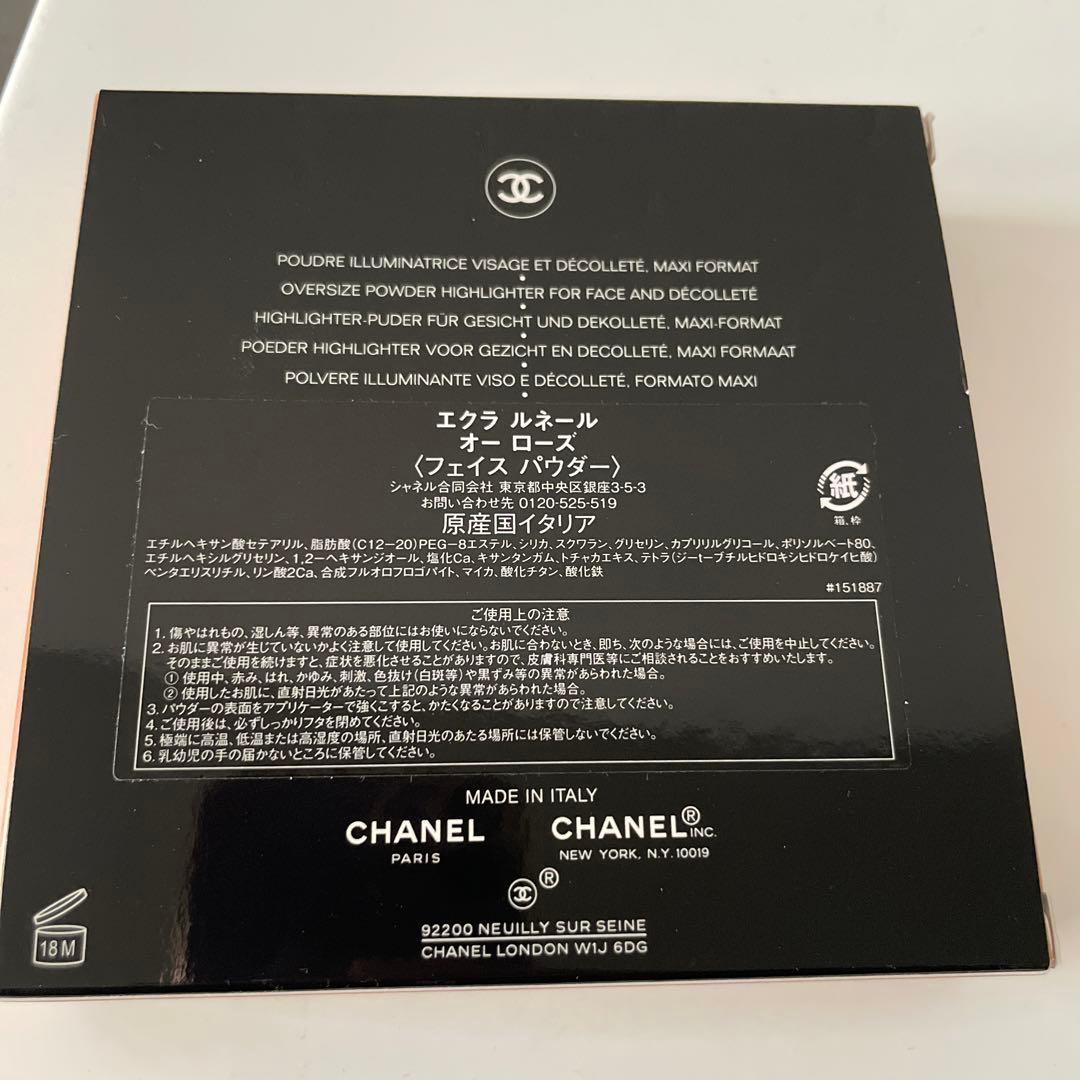 POUDRE ILLUMINATRICE VISAGE ET DÉCOLLETÉ, MAXI FORMAT
OVERSIZE POWDER HIGHLIGHTER FOR FACE AND DÉCOLLETÉ
HIGHLIGHTER-PUDER FÜR GESICHT UND DEKOLLETÉ, MAXI-FORMAT
POEDER HIGHLIGHTER VOOR GEZICHT EN DECOLLETÉ, MAXI FORMAAT
POLVERE ILLUMINANTE VISO E DÉCOLLETÉ, FORMATO MAXI
エクラ ルネール
オー ローズ
〈フェイス パウダー〉
シャネル合同会社 東京都中央区銀座3-5-3
お問い合わせ先 0120-525-519
原産国イタリア
紙
箱、枠
エチルヘキサン酸セテアリル、脂肪酸(C12-20)PEG-8エステル、シリカ、スクワラン、グリセリン、カプリリルグリコール、ポリソルベート80、
エチルヘキシルグリセリン、1,2-ヘキサンジオール、塩化Ca、キサンタンガム、トチャカエキス、テトラ(ジ-t-ブチルヒドロキシヒドロケイヒ酸)
ペンタエリスリチル、リン酸2Ca、合成フルオロフロゴパイト、マイカ、酸化チタン、酸化鉄
#151887
ご使用上の注意
1. 傷やはれもの、湿しん等、異常のある部位にはお使いにならないでください。
2. お肌に異常が生じていないかよく注意して使用してください。お肌に合わないとき、即ち、次のような場合には、ご使用を中止してください。
そのままご使用を続けますと、症状を悪化させることがありますので、皮膚科専門医等にご相談されることをおすすめいたします。
① 使用中、赤み、はれ、かゆみ、刺激、色抜け(白斑等)や黒ずみ等の異常があらわれた場合。
② 使用したお肌に、直射日光があたって上記のような異常があらわれた場合。
3. パウダーの表面をアプリケーターで強くこすると、かたくなることがありますので注意してください。
4. ご使用後は、必ずしっかりフタを閉めてください。
5. 極端に高温、低温または高湿度の場所、直射日光のあたる場所には保管しないでください。
6. 乳幼児の手の届かないところに保管してください。
MADE IN ITALY
CHANEL
PARIS
CHANEL® INC.
NEW YORK, N.Y. 10019
®
18 M
92200 NEUILLY SUR SEINE
CHANEL LONDON W1J 6DG